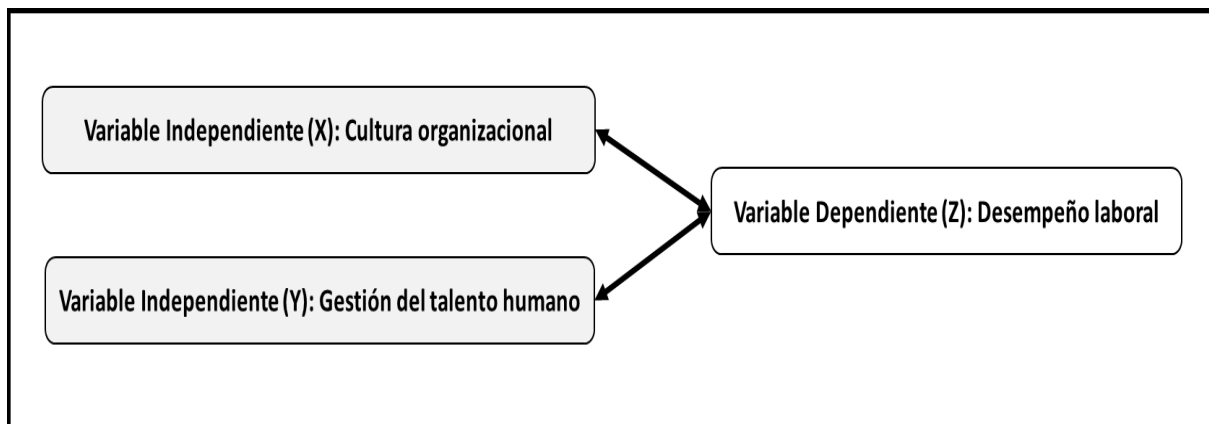 Variable Independiente (X): Cultura organizacional
Variable Dependiente (Z): Desempeño laboral
Variable Independiente (Y): Gestión del talento humano